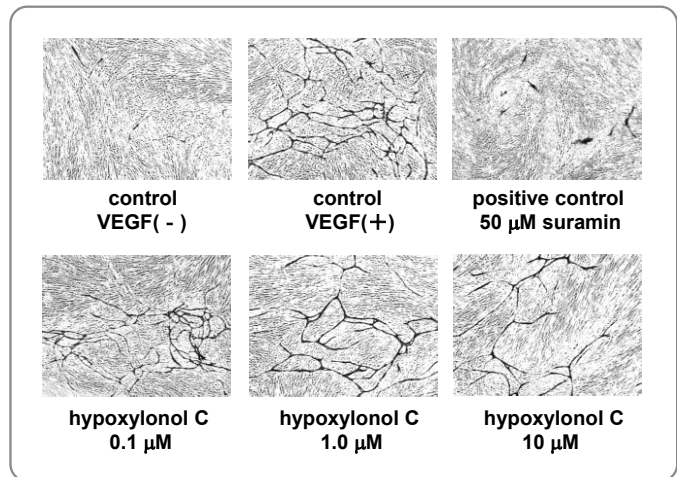 control
VEGF( - )
control
VEGF(+)
positive control
50 μM suramin
hypoxylonol C
0.1 μM
hypoxylonol C
1.0 μM
hypoxylonol C
10 μM